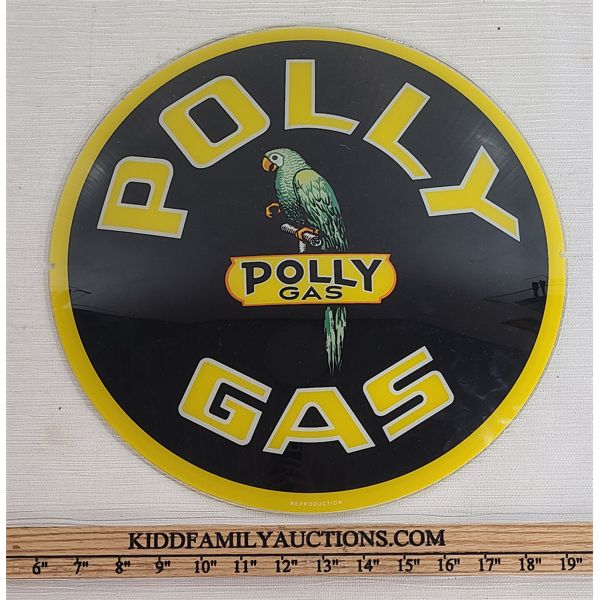 POLLY
POLLY
GAS
GAS
REPRODUCTION
KIDDFAMILYAUCTIONS.COM
6" 7" 8" 9" 10" 11" 12" 13" 14" 15" 16" 17" 18" 19"